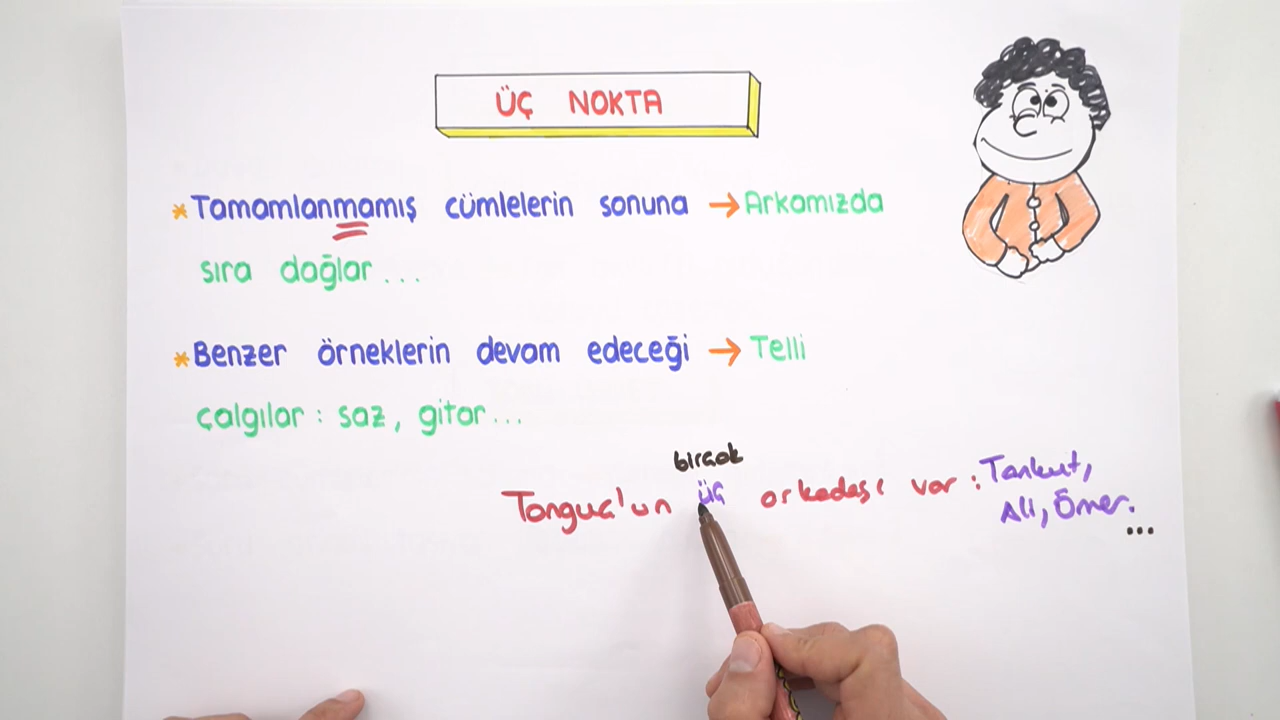 ÜÇ NOKTA
* Tamamlanmamış cümlelerin sonuna → Arkamızda
sıra dağlar...
* Benzer örneklerin devam edeceği → Telli
çalgılar : saz, gitar...
birçok
Tonguç'un üç arkadaşı var : Tankut,
Ali, Ömer.
...